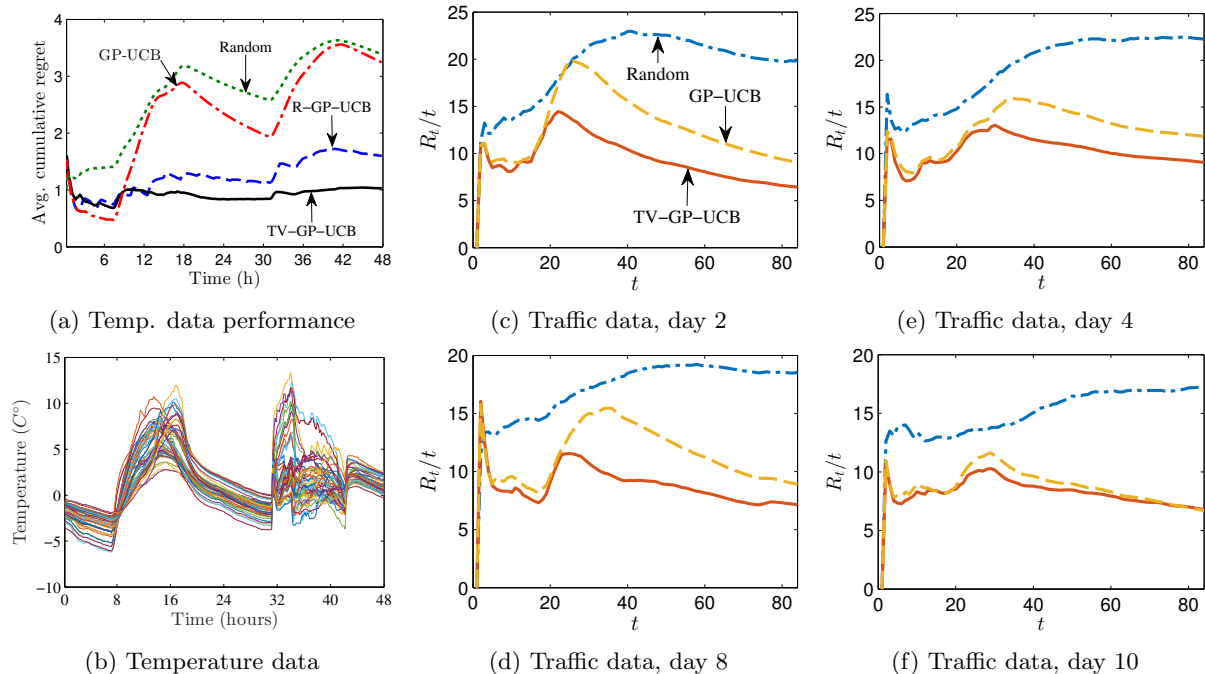 4
3
2
1
0
Avg. cumulative regret
GP-UCB
Random
R-GP-UCB
TV-GP-UCB
6 12 18 24 30 36 42 48
Time (h)
(a) Temp. data performance
25
20
15
10
5
0
R_t/t
Random
GP-UCB
TV-GP-UCB
0 20 40 60 80
t
(c) Traffic data, day 2
25
20
15
10
5
0
R_t/t
0 20 40 60 80
t
(e) Traffic data, day 4
15
10
5
0
−5
−10
Temperature (C°)
0 8 16 24 32 40 48
Time (hours)
(b) Temperature data
20
15
10
5
0
R_t/t
0 20 40 60 80
t
(d) Traffic data, day 8
20
15
10
5
0
R_t/t
0 20 40 60 80
t
(f) Traffic data, day 10